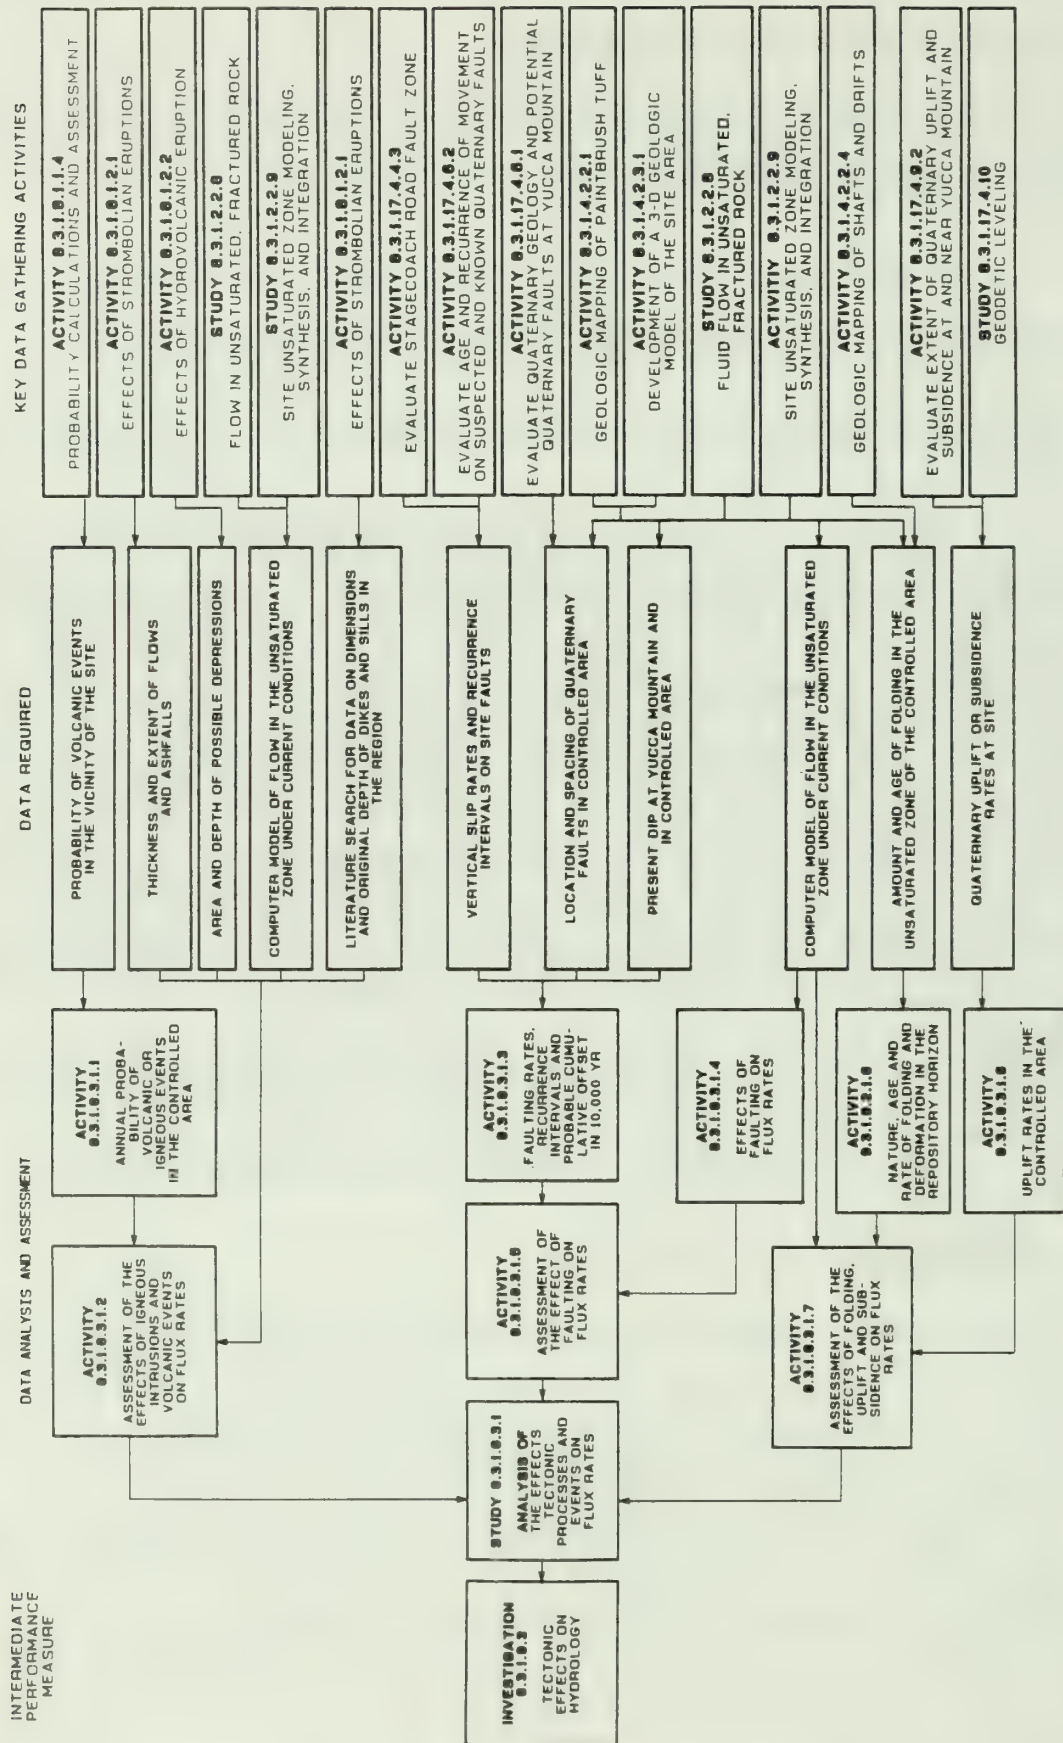 INTERMEDIATE
PERFORMANCE
MEASURE
INVESTIGATION
8.3.1.8.3
TECTONIC
EFFECTS ON
HYDROLOGY
DATA ANALYSIS AND ASSESSMENT
STUDY 8.3.1.8.3.1
ANALYSIS OF
THE EFFECTS
TECTONIC
PROCESSES AND
EVENTS ON
FLUX RATES
ACTIVITY
8.3.1.8.3.1.2
ASSESSMENT OF THE
EFFECTS OF IGNEOUS
INTRUSIONS AND
VOLCANIC EVENTS
ON FLUX RATES
ACTIVITY
8.3.1.8.3.1.6
ASSESSMENT OF
THE EFFECT OF
FAULTING ON
FLUX RATES
ACTIVITY
8.3.1.8.3.1.7
ASSESSMENT OF THE
EFFECTS OF FOLDING,
UPLIFT AND SUB-
SIDENCE ON FLUX
RATES
ACTIVITY
8.3.1.8.3.1.1
ANNUAL PROBA-
BILITY OF
VOLCANIC OR
IGNEOUS EVENTS
IN THE CONTROLLED
AREA
ACTIVITY
8.3.1.8.3.1.3
FAULTING RATES,
RECURRENCE
INTERVALS AND
PROBABLE CUMU-
LATIVE OFFSET
IN 10,000 YR
ACTIVITY
8.3.1.8.3.1.4
EFFECTS OF
FAULTING ON
FLUX RATES
ACTIVITY
8.3.1.8.2.1.6
NATURE, AGE AND
RATE OF FOLDING AND
DEFORMATION IN THE
REPOSITORY HORIZON
ACTIVITY
UPLIFT RATES IN THE
CONTROLLED AREA
DATA REQUIRED
PROBABILITY OF VOLCANIC EVENTS
IN THE VICINITY OF THE SITE
THICKNESS AND EXTENT OF FLOWS
AND ASHFALLS
AREA AND DEPTH OF POSSIBLE DEPRESSIONS
COMPUTER MODEL OF FLOW IN THE UNSATURATED
ZONE UNDER CURRENT CONDITIONS
LITERATURE SEARCH FOR DATA ON DIMENSIONS
AND ORIGINAL DEPTH OF DIKES AND SILLS IN
THE REGION
VERTICAL SLIP RATES AND RECURRENCE
INTERVALS ON SITE FAULTS
LOCATION AND SPACING OF QUATERNARY
FAULTS IN CONTROLLED AREA
PRESENT DIP AT YUCCA MOUNTAIN AND
IN CONTROLLED AREA
COMPUTER MODEL OF FLOW IN THE UNSATURATED
ZONE UNDER CURRENT CONDITIONS
AMOUNT AND AGE OF FOLDING IN THE
UNSATURATED ZONE OF THE CONTROLLED AREA
QUATERNARY UPLIFT OR SUBSIDENCE
RATES AT SITE
KEY DATA GATHERING ACTIVITIES
ACTIVITY 8.3.1.8.1.1.4
PROBABILITY CALCULATIONS AND ASSESSMENT
ACTIVITY 8.3.1.8.1.2.1
EFFECTS OF STROMBOLIAN ERUPTIONS
ACTIVITY 8.3.1.8.1.2.2
EFFECTS OF HYDROVOLCANIC ERUPTION
STUDY 8.3.1.2.2.8
FLOW IN UNSATURATED, FRACTURED ROCK
STUDY 8.3.1.2.2.9
SITE UNSATURATED ZONE MODELING,
SYNTHESIS, AND INTEGRATION
ACTIVITY 8.3.1.8.1.2.1
EFFECTS OF STROMBOLIAN ERUPTIONS
ACTIVITY 8.3.1.17.4.4.3
EVALUATE STAGECOACH ROAD FAULT ZONE
ACTIVITY 8.3.1.17.4.6.2
EVALUATE AGE AND RECURRENCE OF MOVEMENT
ON SUSPECTED AND KNOWN QUATERNARY FAULTS
ACTIVITY 8.3.1.17.4.6.1
EVALUATE QUATERNARY GEOLOGY AND POTENTIAL
QUATERNARY FAULTS AT YUCCA MOUNTAIN
ACTIVITY 8.3.1.4.2.2.1
GEOLOGIC MAPPING OF PAINTBRUSH TUFF
ACTIVITY 8.3.1.4.2.3.1
DEVELOPMENT OF A 3-D GEOLOGIC
MODEL OF THE SITE AREA
STUDY 8.3.1.2.2.8
FLUID FLOW IN UNSATURATED,
FRACTURED ROCK
ACTIVITY 8.3.1.2.2.9
SITE UNSATURATED ZONE MODELING,
SYNTHESIS, AND INTEGRATION
ACTIVITY 8.3.1.4.2.2.4
GEOLOGIC MAPPING OF SHAFTS AND DRIFTS
ACTIVITY 8.3.1.17.4.9.2
EVALUATE EXTENT OF QUATERNARY UPLIFT AND
SUBSIDENCE AT AND NEAR YUCCA MOUNTAIN
STUDY 8.3.1.17.4.10
GEODETIC LEVELING